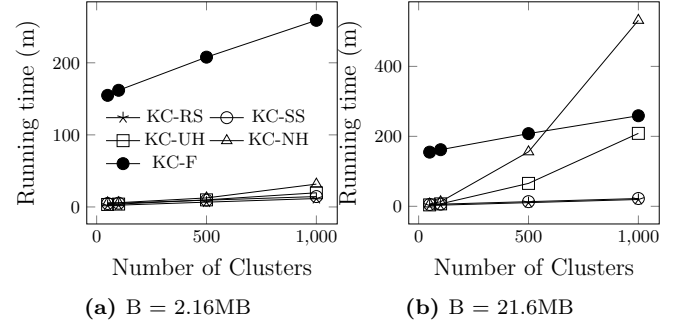 Running time (m)
200
100
0
KC-RS KC-SS
KC-UH KC-NH
KC-F
0 500 1,000
Number of Clusters
(a) B = 2.16MB
Running time (m)
400
200
0
0 500 1,000
Number of Clusters
(b) B = 21.6MB